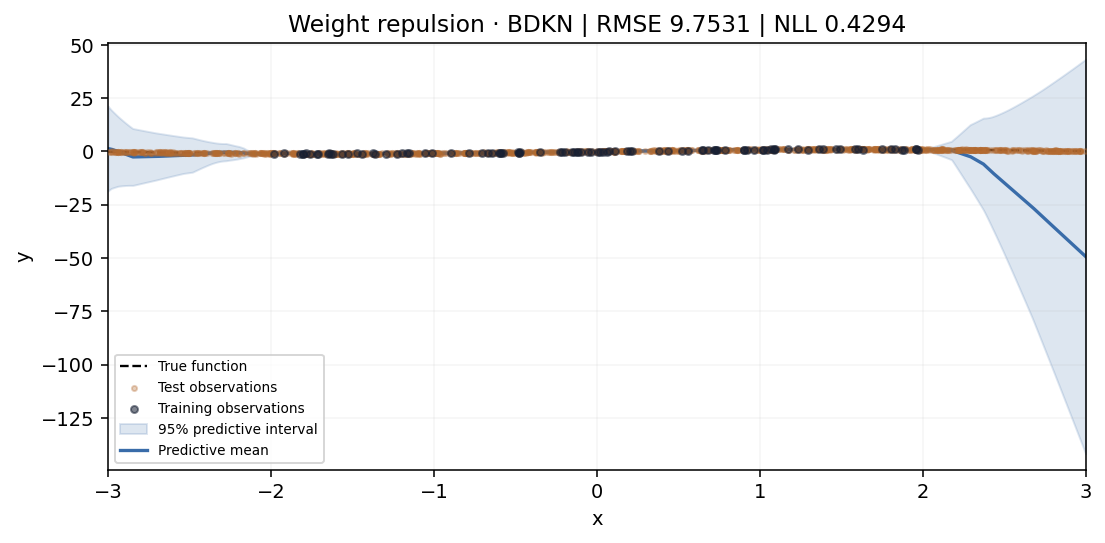 Weight repulsion · BDKN | RMSE 9.7531 | NLL 0.4294
50
25
0
−25
−50
−75
−100
−125
y
True function
Test observations
Training observations
95% predictive interval
Predictive mean
−3
−2
−1
0
1
2
3
x